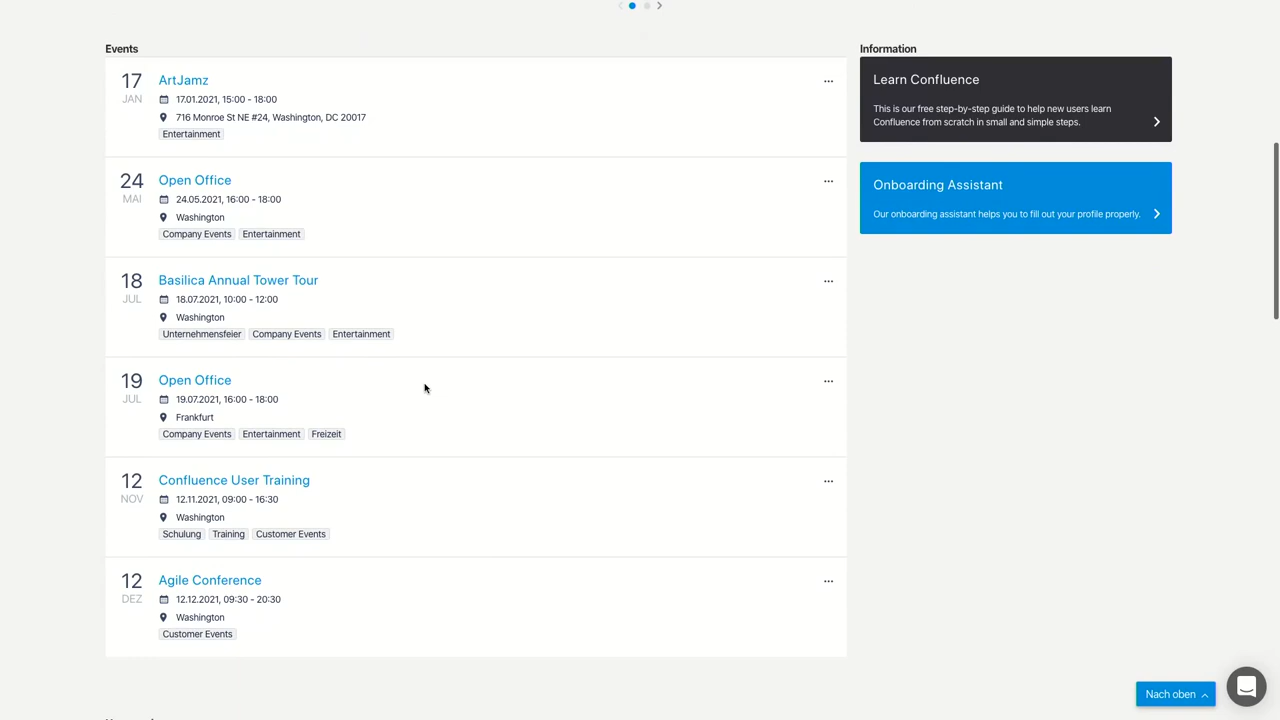 Events
17
JAN
ArtJamz
17.01.2021, 15:00 - 18:00
716 Monroe St NE #24, Washington, DC 20017
Entertainment
24
MAI
Open Office
24.05.2021, 16:00 - 18:00
Washington
Company Events Entertainment
18
JUL
Basilica Annual Tower Tour
18.07.2021, 10:00 - 12:00
Washington
Unternehmensfeier Company Events Entertainment
19
JUL
Open Office
19.07.2021, 16:00 - 18:00
Frankfurt
Company Events Entertainment Freizeit
12
NOV
Confluence User Training
12.11.2021, 09:00 - 16:30
Washington
Schulung Training Customer Events
12
DEZ
Agile Conference
12.12.2021, 09:30 - 20:30
Washington
Customer Events
Information
Learn Confluence
This is our free step-by-step guide to help new users learn
Confluence from scratch in small and simple steps.
Onboarding Assistant
Our onboarding assistant helps you to fill out your profile properly.
Nach oben